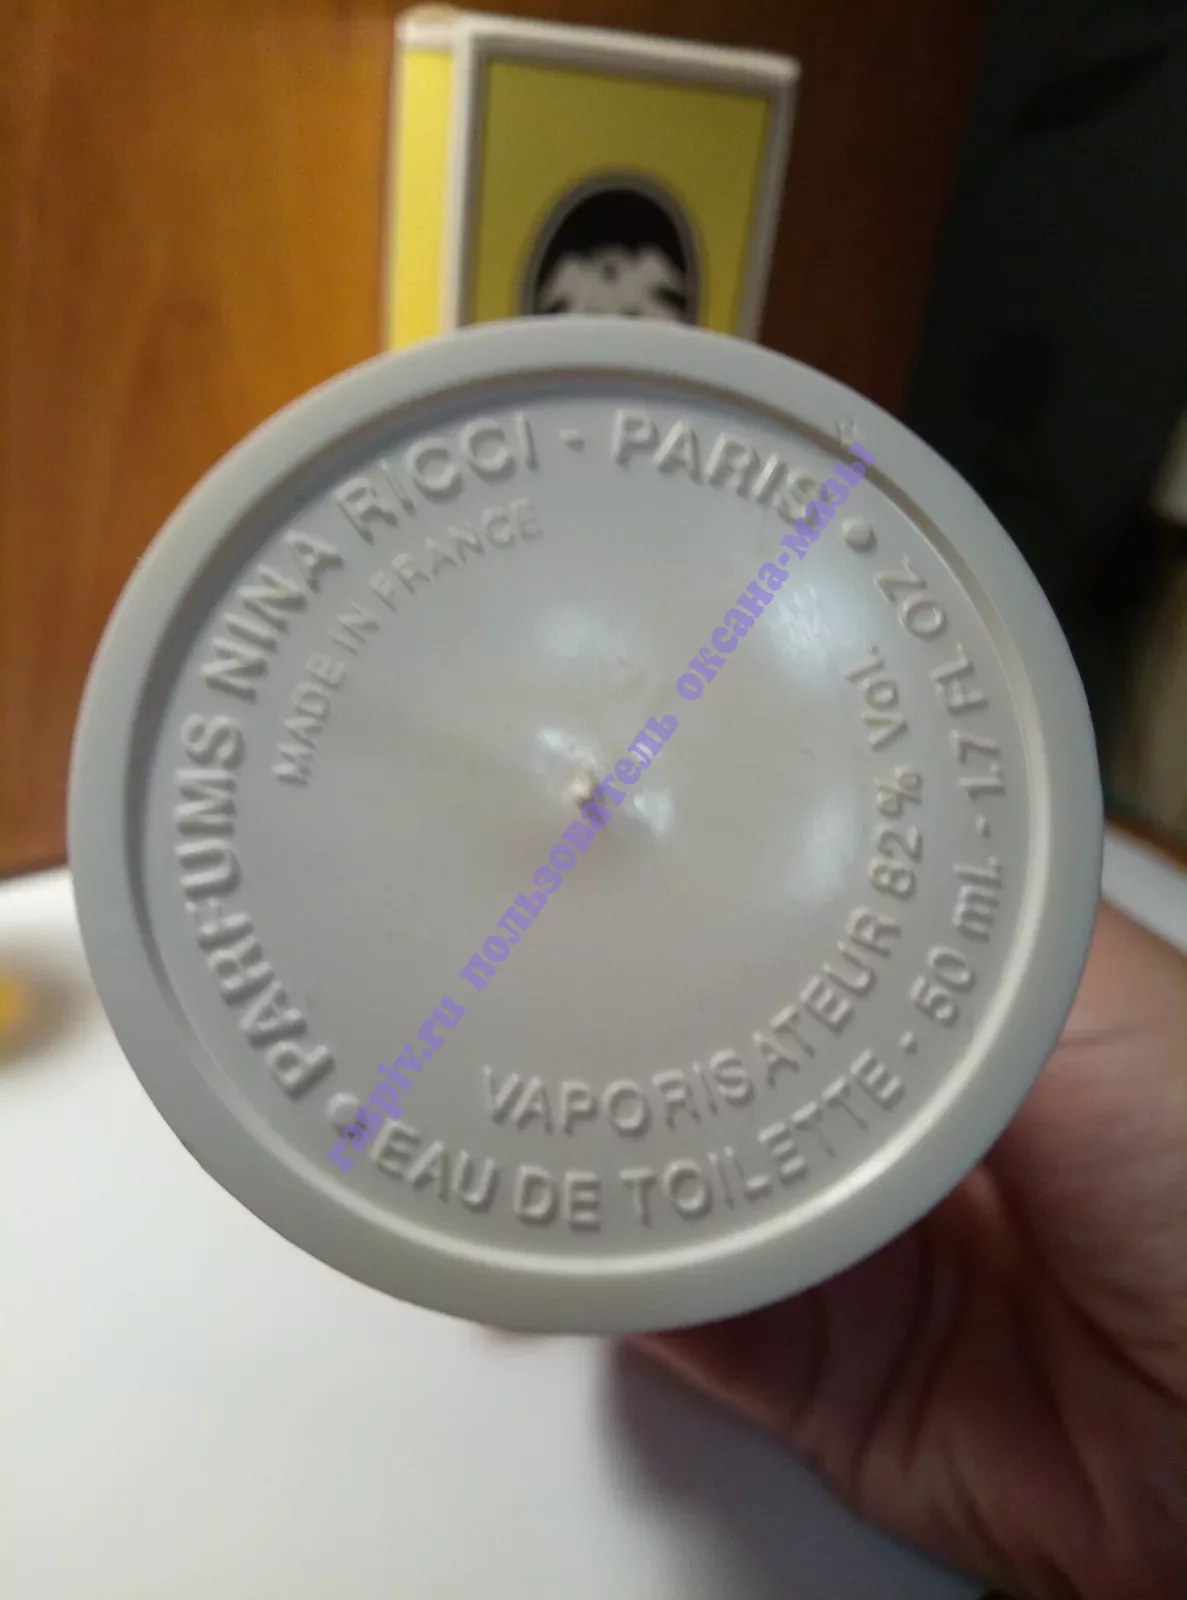 PARFUMS NINA RICCI - PARIS
MADE IN FRANCE
EAU DE TOILETTE - 50 ml. - 1.7 FL. OZ.
VAPORISATEUR 82% Vol.
raspiv.ru пользователь оксана-мазы